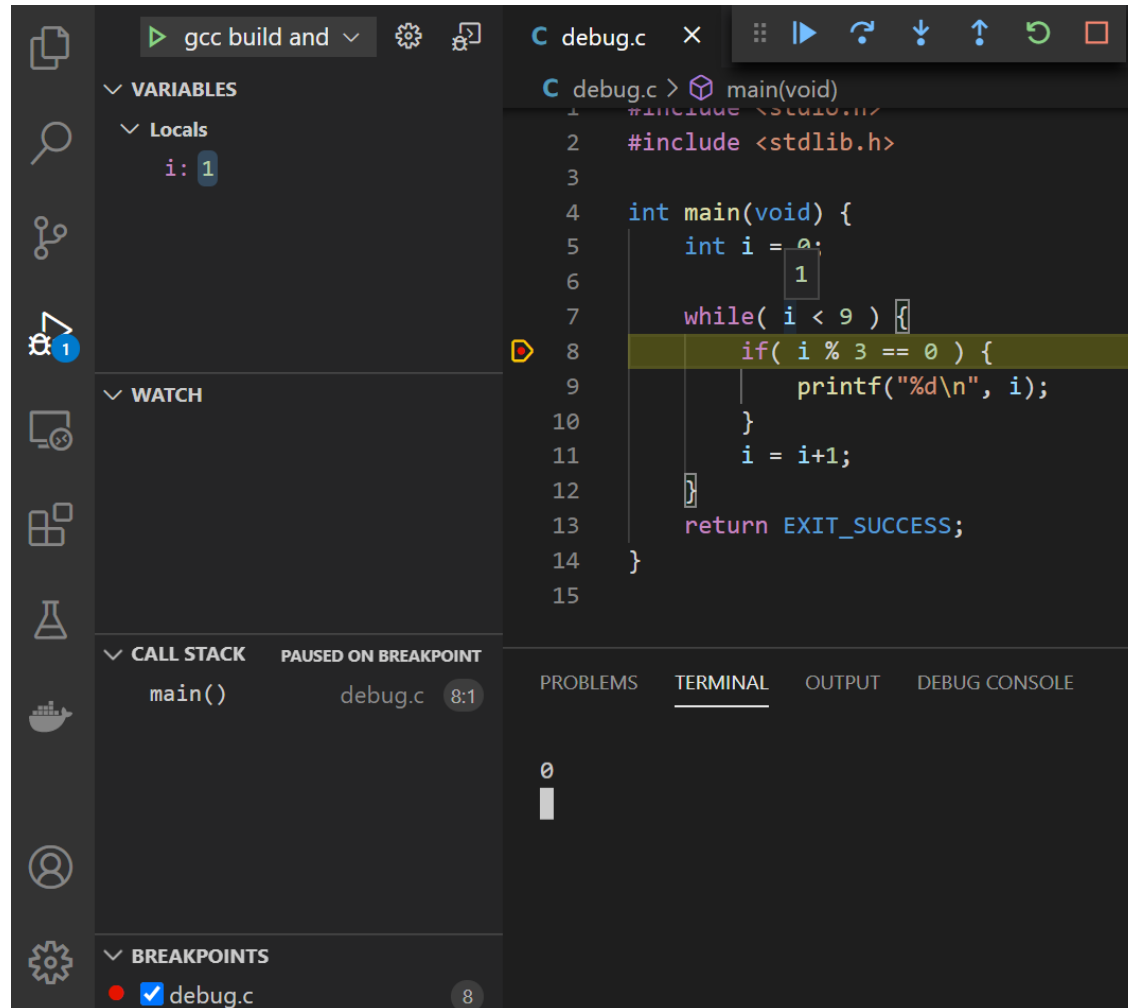 gcc build and
VARIABLES
Locals
i: 1
WATCH
CALL STACK PAUSED ON BREAKPOINT
main() debug.c 8:1
BREAKPOINTS
debug.c 8
1
debug.c
debug.c > main(void)
1 #include <stdio.h>
2 #include <stdlib.h>
3
4 int main(void) {
5 int i = 0;
1
6
7 while( i < 9 ) {
8 if( i % 3 == 0 ) {
9 printf("%d\n", i);
10 }
11 i = i+1;
12 }
13 return EXIT_SUCCESS;
14 }
15
PROBLEMS TERMINAL OUTPUT DEBUG CONSOLE
0